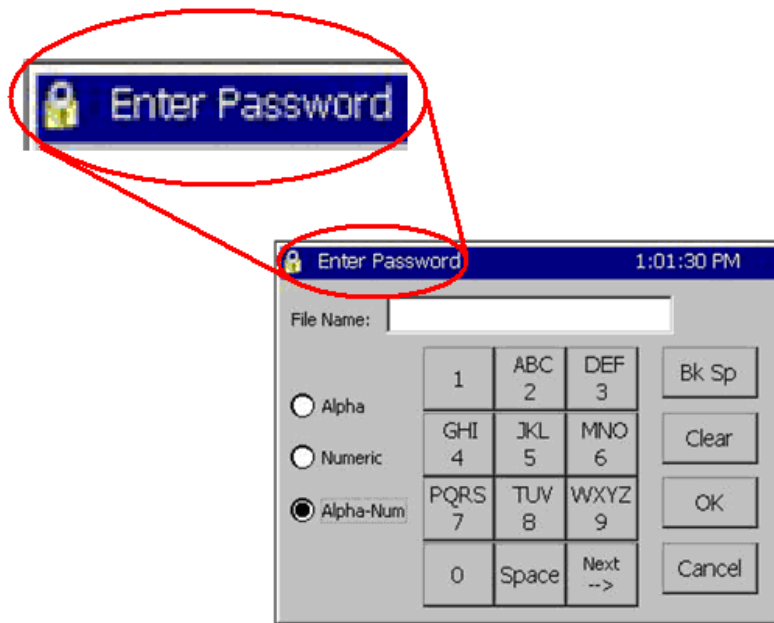 Enter Password
Enter Password 1:01:30 PM
File Name:
1 ABC 2 DEF 3 Bk Sp
Alpha
GHI 4 JKL 5 MNO 6 Clear
Numeric
PQRS 7 TUV 8 WXYZ 9 OK
Alpha-Num
0 Space Next --> Cancel